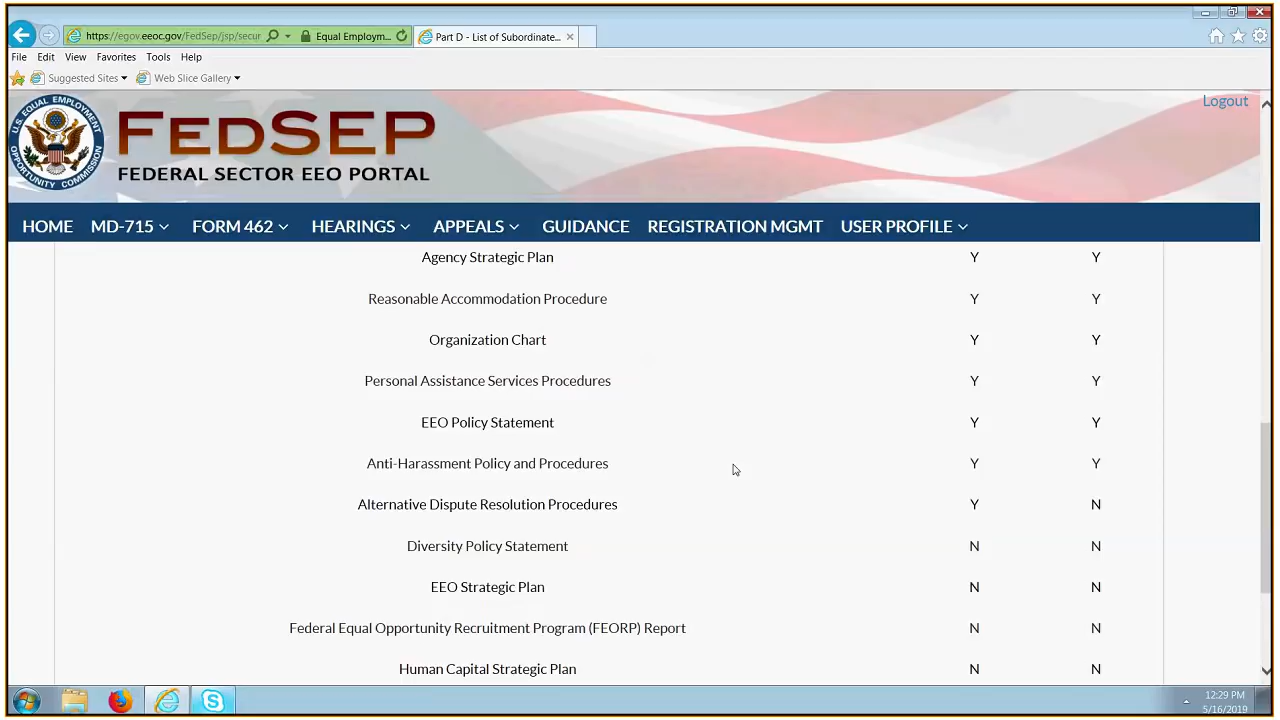 https://egov.eeoc.gov/FedSep/jsp/secur
Equal Employm...
Part D - List of Subordinate...
File Edit View Favorites Tools Help
Suggested Sites
Web Slice Gallery
U.S. EQUAL EMPLOYMENT OPPORTUNITY COMMISSION
FEDSEP
FEDERAL SECTOR EEO PORTAL
Logout
HOME MD-715 FORM 462 HEARINGS APPEALS GUIDANCE REGISTRATION MGMT USER PROFILE
Agency Strategic Plan Y Y
Reasonable Accommodation Procedure Y Y
Organization Chart Y Y
Personal Assistance Services Procedures Y Y
EEO Policy Statement Y Y
Anti-Harassment Policy and Procedures Y Y
Alternative Dispute Resolution Procedures Y N
Diversity Policy Statement N N
EEO Strategic Plan N N
Federal Equal Opportunity Recruitment Program (FEORP) Report N N
Human Capital Strategic Plan N N
12:29 PM
5/16/2019